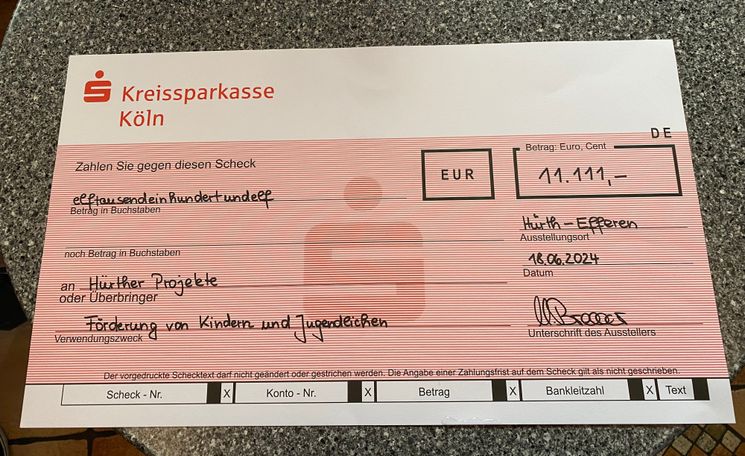 Kreissparkasse
Köln
DE
Zahlen Sie gegen diesen Scheck
EUR
Betrag: Euro, Cent
11.111,-
elftausendeinhundertundelf
Betrag in Buchstaben
Hürth-Efferen
Ausstellungsort
noch Betrag in Buchstaben
18.06.2024
Datum
an Hürther Projekte
oder Überbringer
Förderung von Kindern und Jugendlichen
Verwendungszweck
Unterschrift des Ausstellers
Der vorgedruckte Schecktext darf nicht geändert oder gestrichen werden. Die Angabe einer Zahlungsfrist auf dem Scheck gilt als nicht geschrieben.
Scheck - Nr. X Konto - Nr. X Betrag X Bankleitzahl X Text